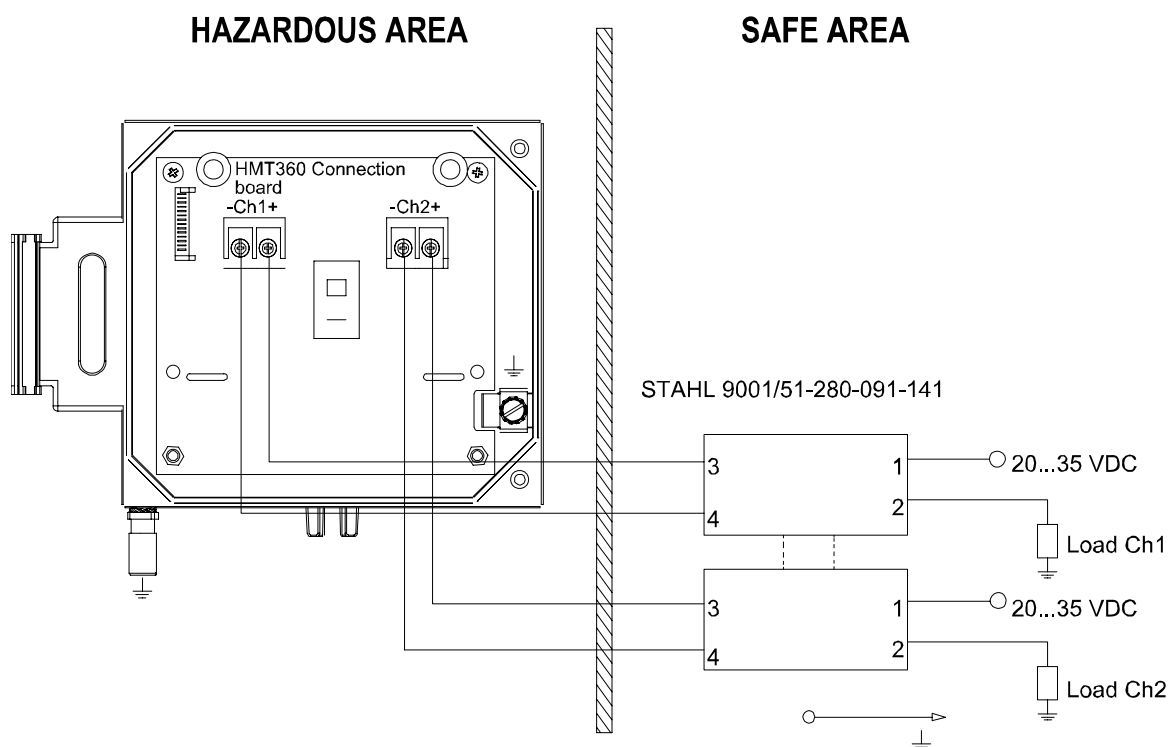 HAZARDOUS AREA
SAFE AREA
HMT360 Connection
board
-Ch1+
-Ch2+
STAHL 9001/51-280-091-141
3
1
20...35 VDC
4
2
Load Ch1
3
1
20...35 VDC
4
2
Load Ch2